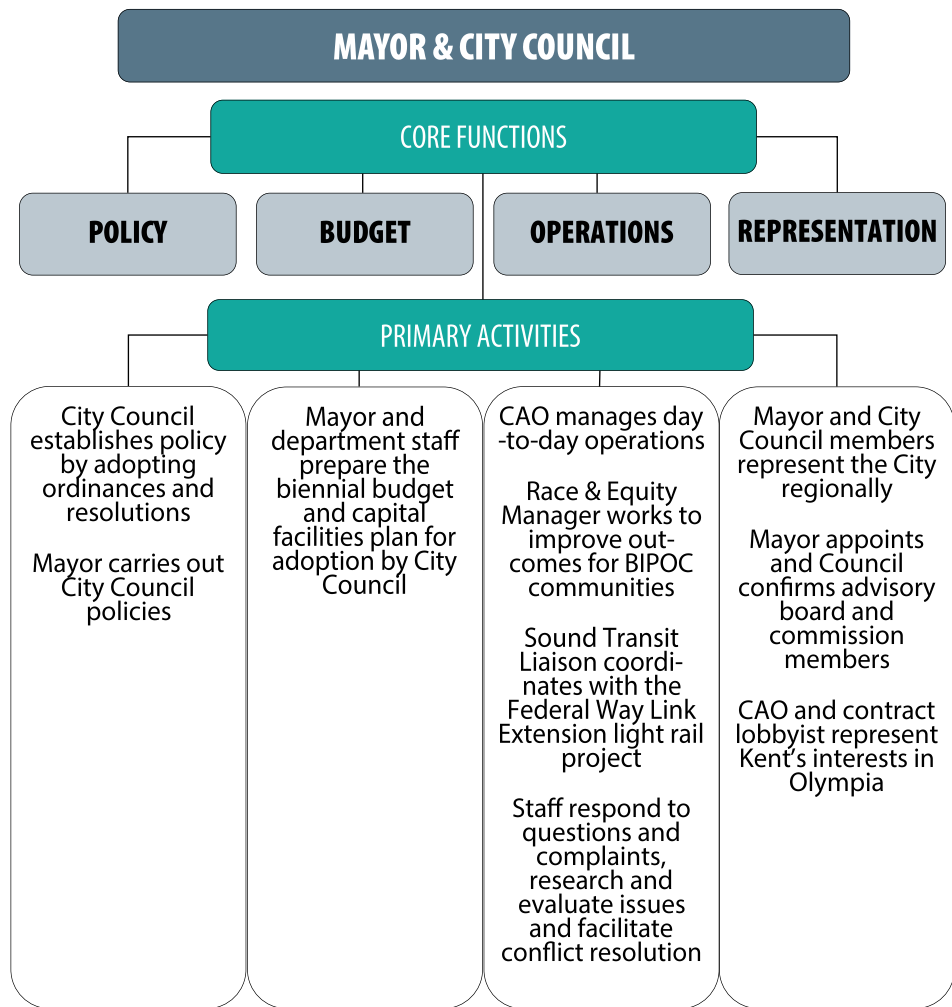 MAYOR & CITY COUNCIL
CORE FUNCTIONS
POLICY
BUDGET
OPERATIONS
REPRESENTATION
PRIMARY ACTIVITIES
City Council
establishes policy
by adopting
ordinances and
resolutions
Mayor carries out
City Council
policies
Mayor and
department staff
prepare the
biennial budget
and capital
facilities plan for
adoption by City
Council
CAO manages day
-to-day operations
Race & Equity
Manager works to
improve out-
comes for BIPOC
communities
Sound Transit
Liaison coordi-
nates with the
Federal Way Link
Extension light rail
project
Staff respond to
questions and
complaints,
research and
evaluate issues
and facilitate
conflict resolution
Mayor and City
Council members
represent the City
regionally
Mayor appoints
and Council
confirms advisory
board and
commission
members
CAO and contract
lobbyist represent
Kent’s interests in
Olympia